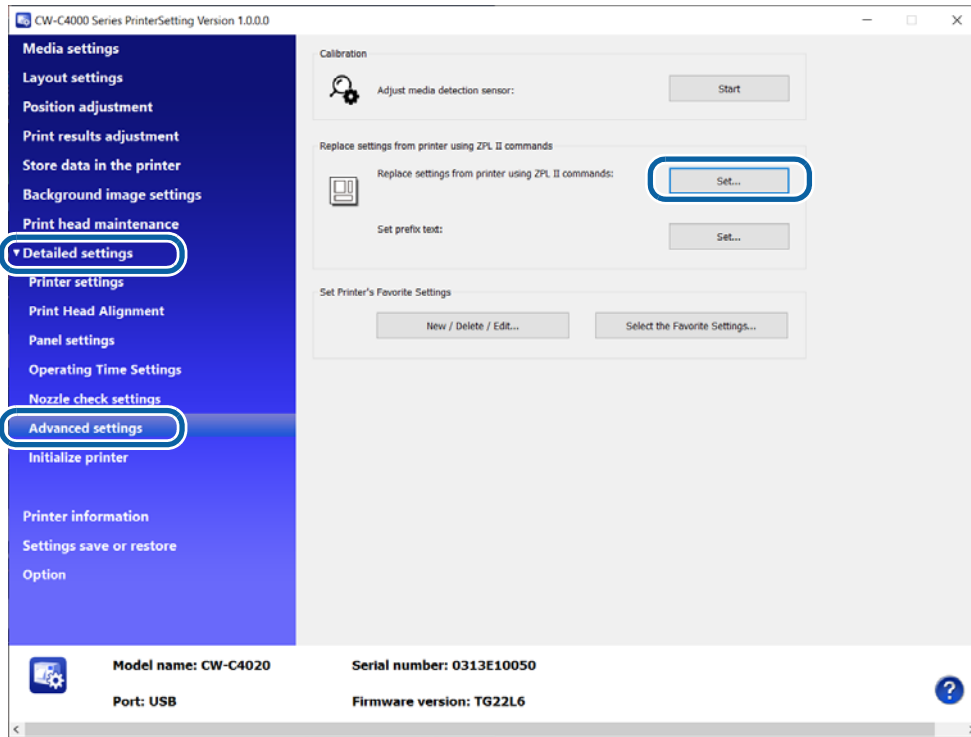 CW-C4000 Series PrinterSetting Version 1.0.0.0
Media settings
Layout settings
Position adjustment
Print results adjustment
Store data in the printer
Background image settings
Print head maintenance
Detailed settings
Printer settings
Print Head Alignment
Panel settings
Operating Time Settings
Nozzle check settings
Advanced settings
Initialize printer
Printer information
Settings save or restore
Option
Calibration
Adjust media detection sensor:
Start
Replace settings from printer using ZPL II commands
Replace settings from printer using ZPL II commands:
Set...
Set prefix text:
Set...
Set Printer's Favorite Settings
New / Delete / Edit...
Select the Favorite Settings...
Model name: CW-C4020
Serial number: 0313E10050
Port: USB
Firmware version: TG22L6
?